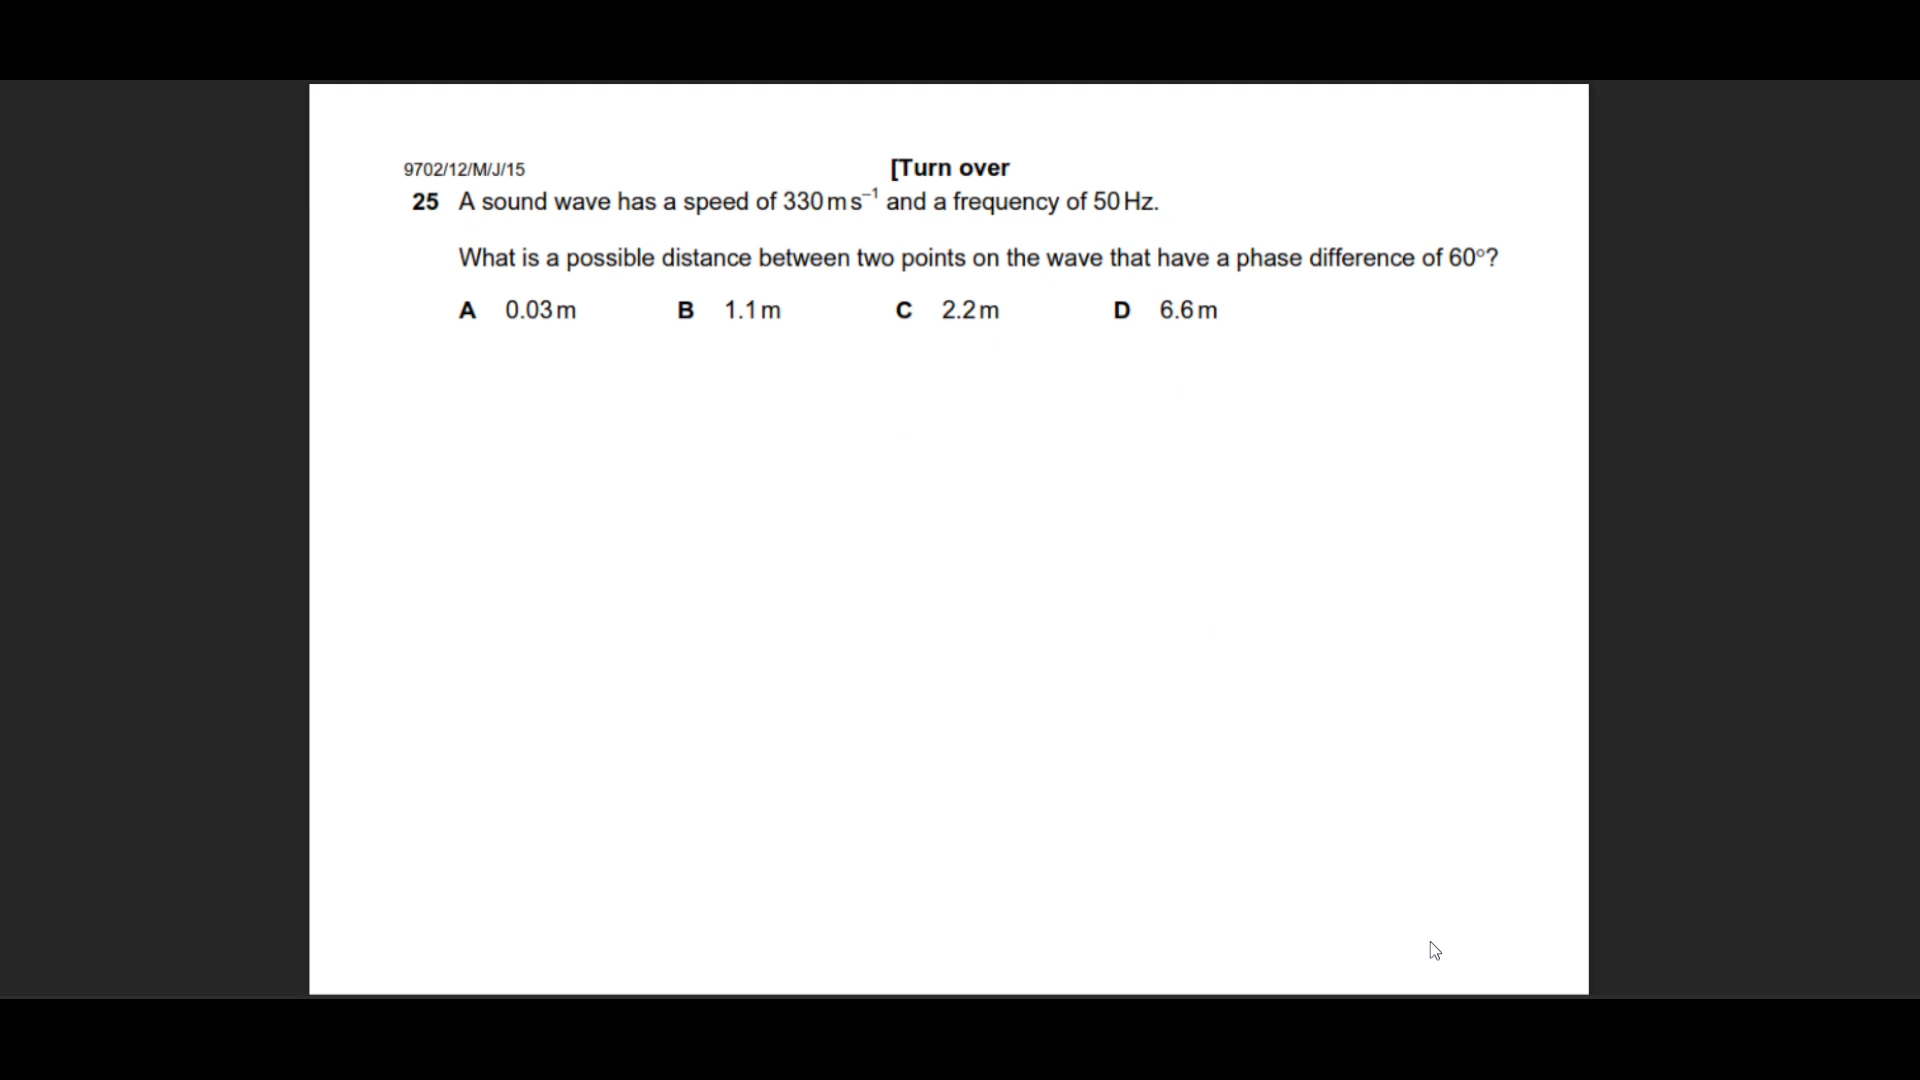 9702/12/M/J/15 [Turn over
25 A sound wave has a speed of 330 m s⁻¹ and a frequency of 50 Hz.
What is a possible distance between two points on the wave that have a phase difference of 60°?
A 0.03 m B 1.1 m C 2.2 m D 6.6 m